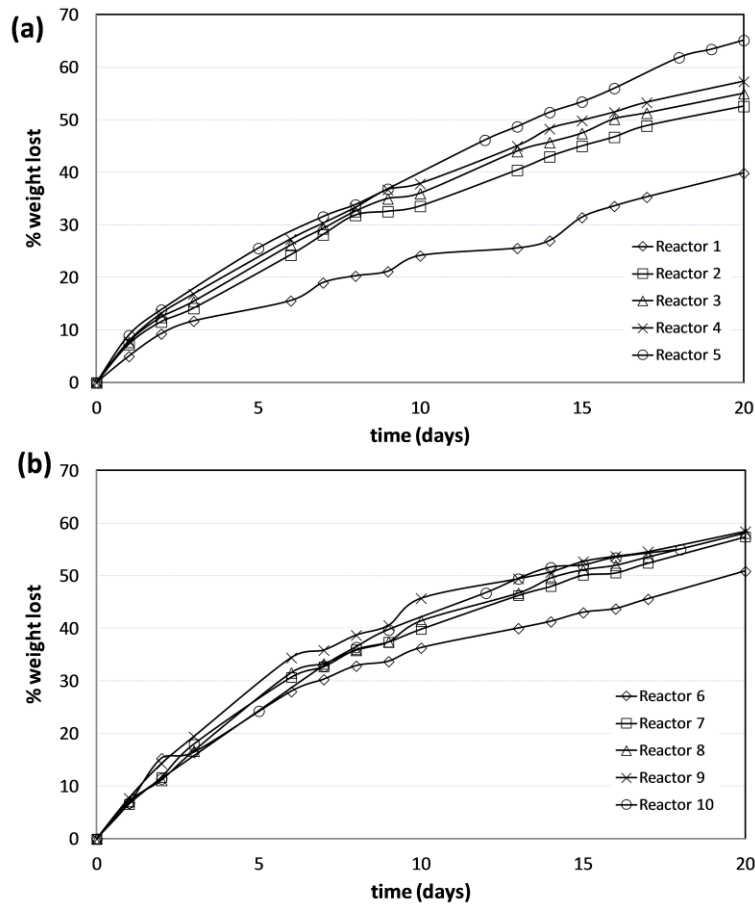 (a)
70
60
50
40
30
20
10
0
% weight lost
Reactor 1
Reactor 2
Reactor 3
Reactor 4
Reactor 5
0 5 10 15 20
time (days)
(b)
70
60
50
40
30
20
10
0
% weight lost
Reactor 6
Reactor 7
Reactor 8
Reactor 9
Reactor 10
0 5 10 15 20
time (days)